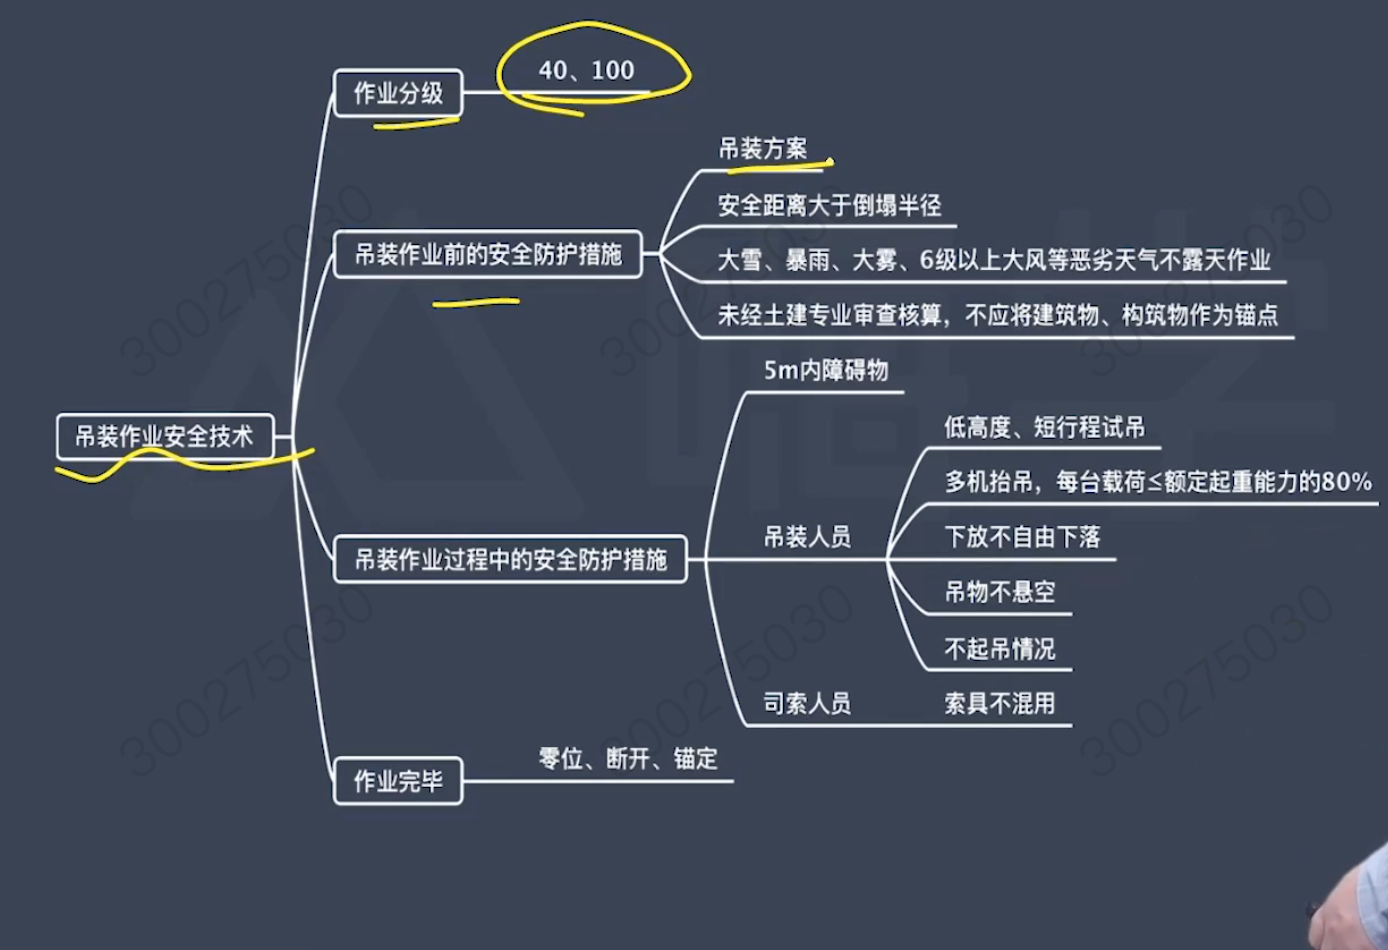 作业分级
40、100
吊装方案
安全距离大于倒塌半径
吊装作业前的安全防护措施
大雪、暴雨、大雾、6级以上大风等恶劣天气不露天作业
未经土建专业审查核算，不应将建筑物、构筑物作为锚点
5m内障碍物
吊装作业安全技术
低高度、短行程试吊
多机抬吊，每台载荷≤额定起重能力的80%
吊装人员
下放不自由下落
吊装作业过程中的安全防护措施
吊物不悬空
不起吊情况
司索人员
索具不混用
零位、断开、锚定
作业完毕
300275030
300275030
300275030
300275030
300275030
300275030